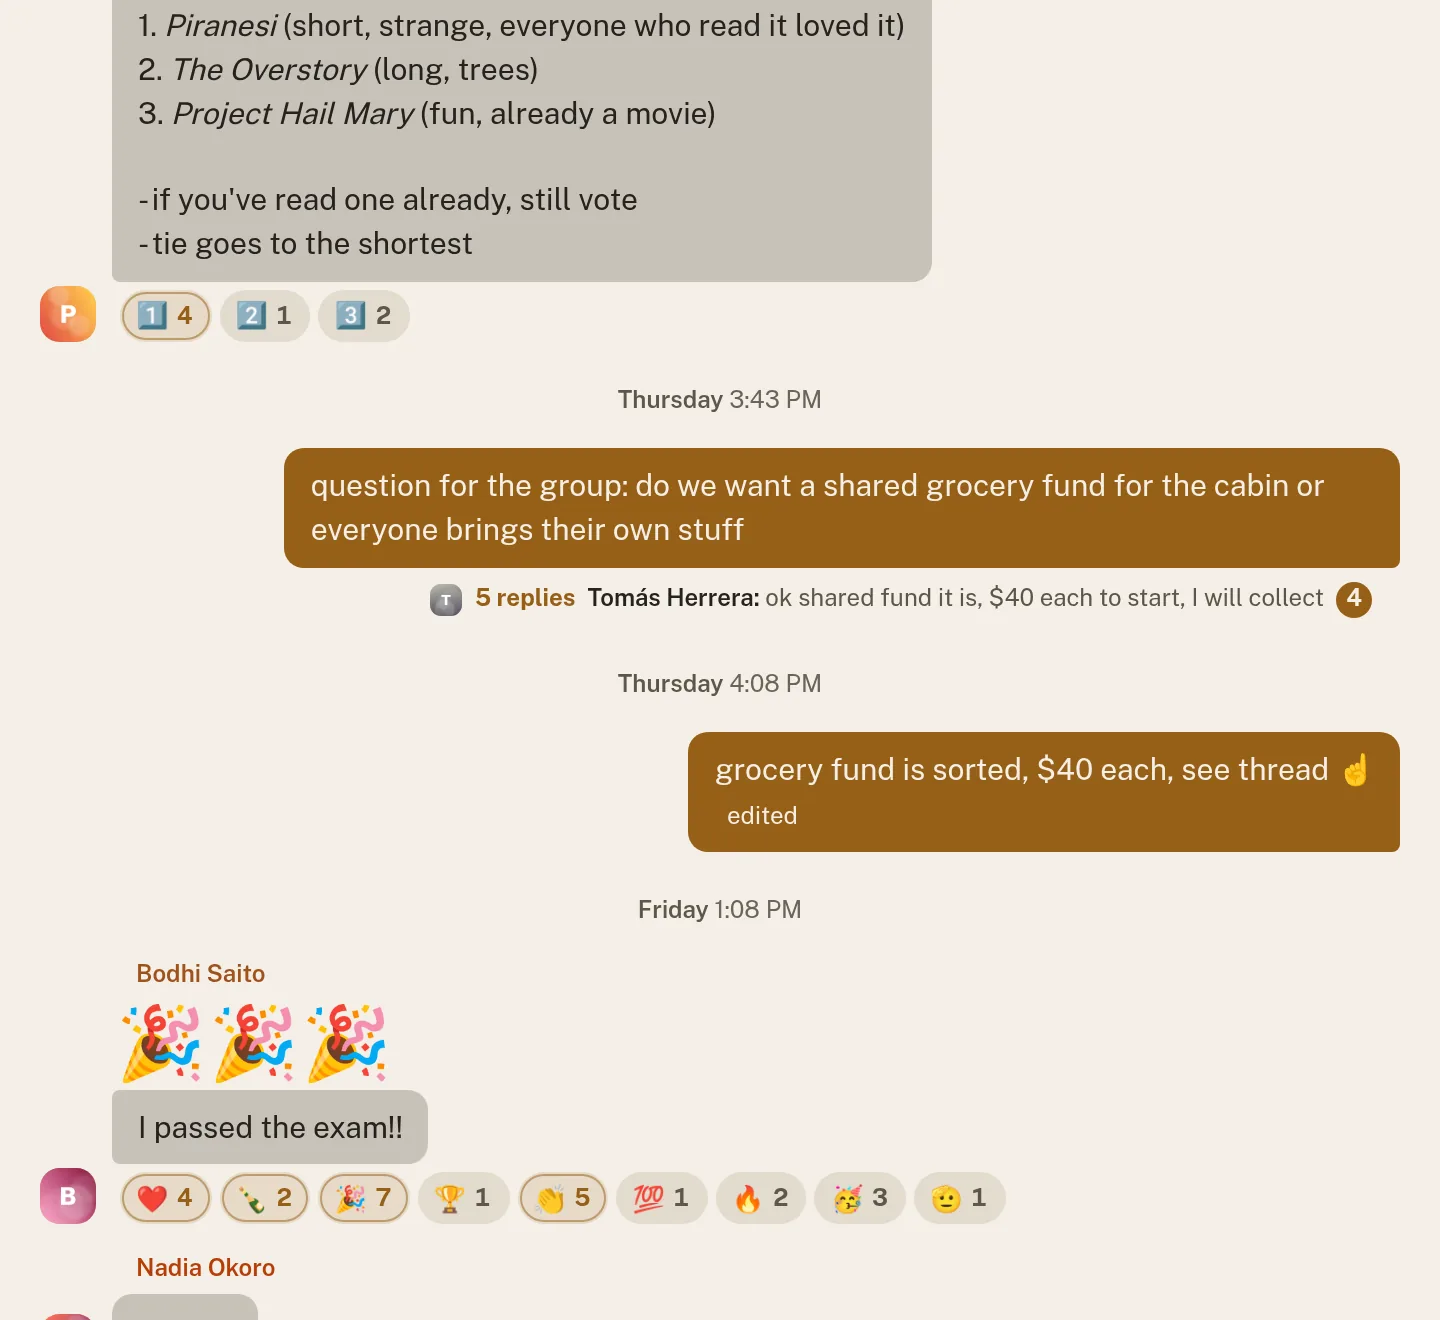 1. Piranesi (short, strange, everyone who read it loved it)
2. The Overstory (long, trees)
3. Project Hail Mary (fun, already a movie)
- if you've read one already, still vote
- tie goes to the shortest
P
1️⃣ 4 2️⃣ 1 3️⃣ 2
Thursday 3:43 PM
question for the group: do we want a shared grocery fund for the cabin or
everyone brings their own stuff
T 5 replies Tomás Herrera: ok shared fund it is, $40 each to start, I will collect 4
Thursday 4:08 PM
grocery fund is sorted, $40 each, see thread ☝️
edited
Friday 1:08 PM
Bodhi Saito
🎉🎉🎉
I passed the exam!!
B
❤️ 4 🍾 2 🎉 7 🏆 1 👏 5 💯 1 🔥 2 🥳 3 🫡 1
Nadia Okoro